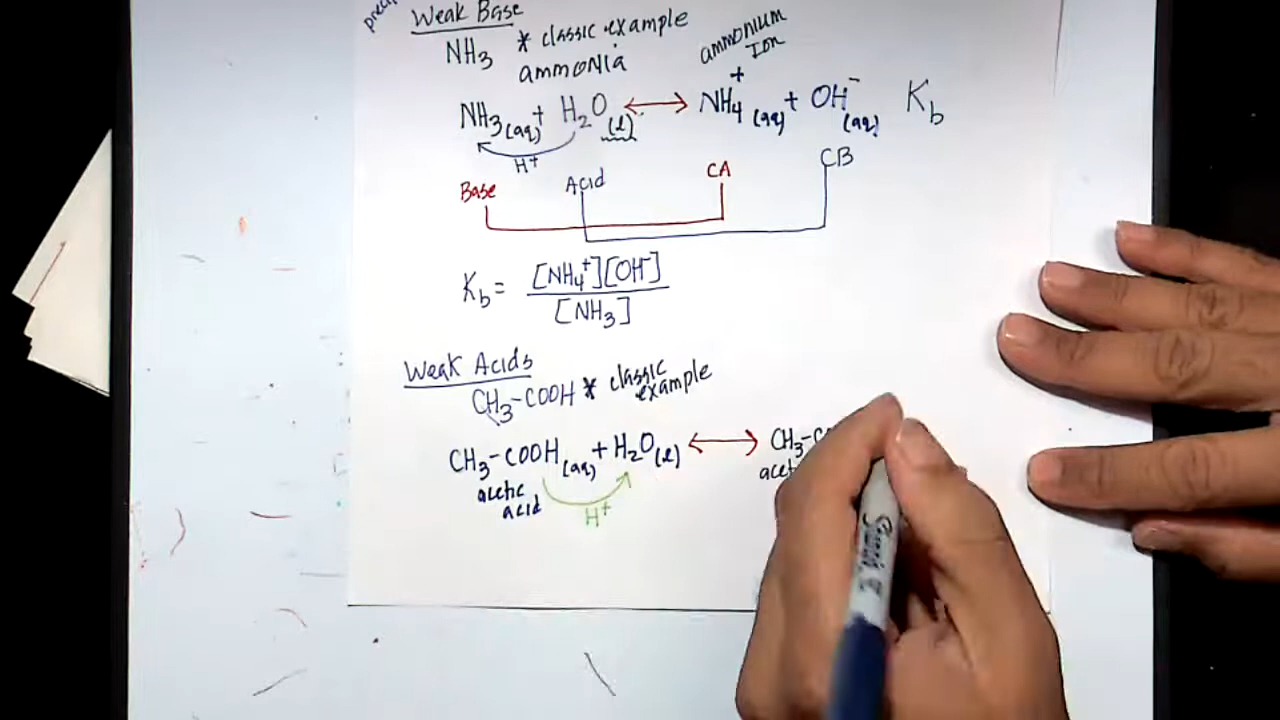 Weak Base
NH3 * classic example
ammonia
ammonium
Ion
NH3(aq) + H2O(l) ↔ NH4+(aq) + OH-(aq) Kb
H+
Base Acid CA CB
Kb = [NH4+][OH-]
[NH3]
Weak Acids
CH3-COOH * classic
example
CH3-COOH(aq) + H2O(l) ↔ CH3-
acetic
acid
H+